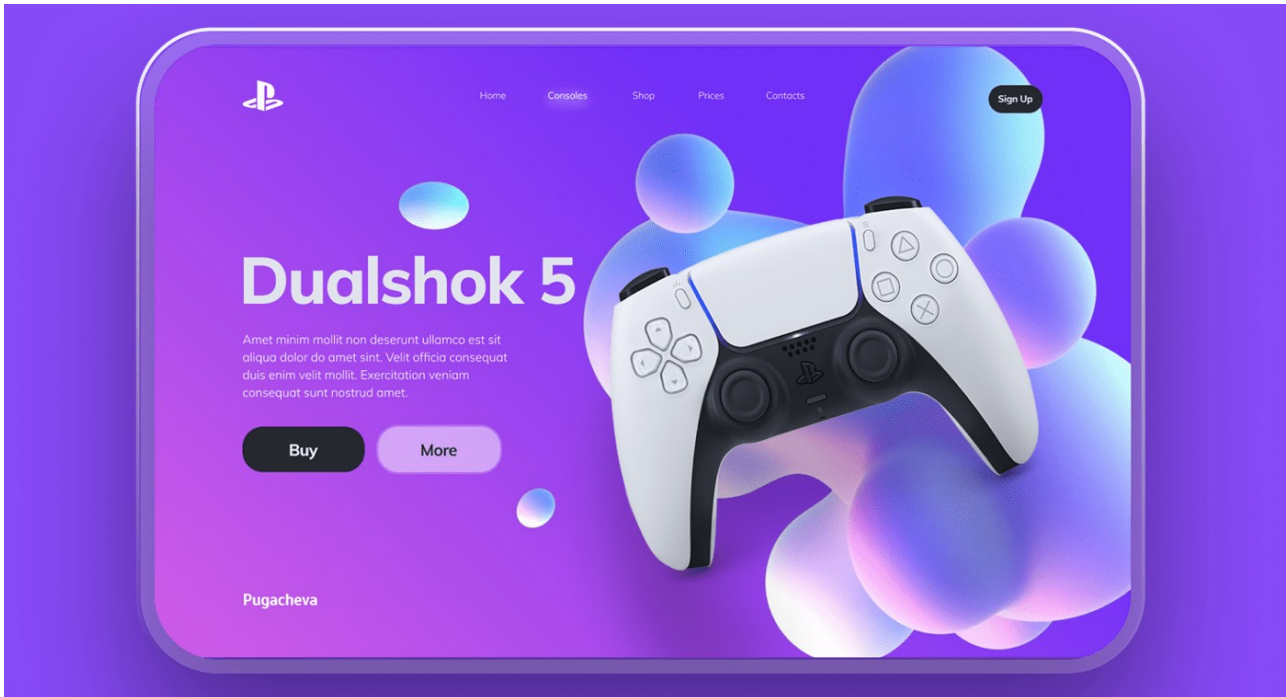 Home Consoles Shop Prices Contacts Sign Up
Dualshok 5
Amet minim mollit non deserunt ullamco est sit
aliqua dolor do amet sint. Velit officia consequat
duis enim velit mollit. Exercitation veniam
consequat sunt nostrud amet.
Buy More
Pugacheva